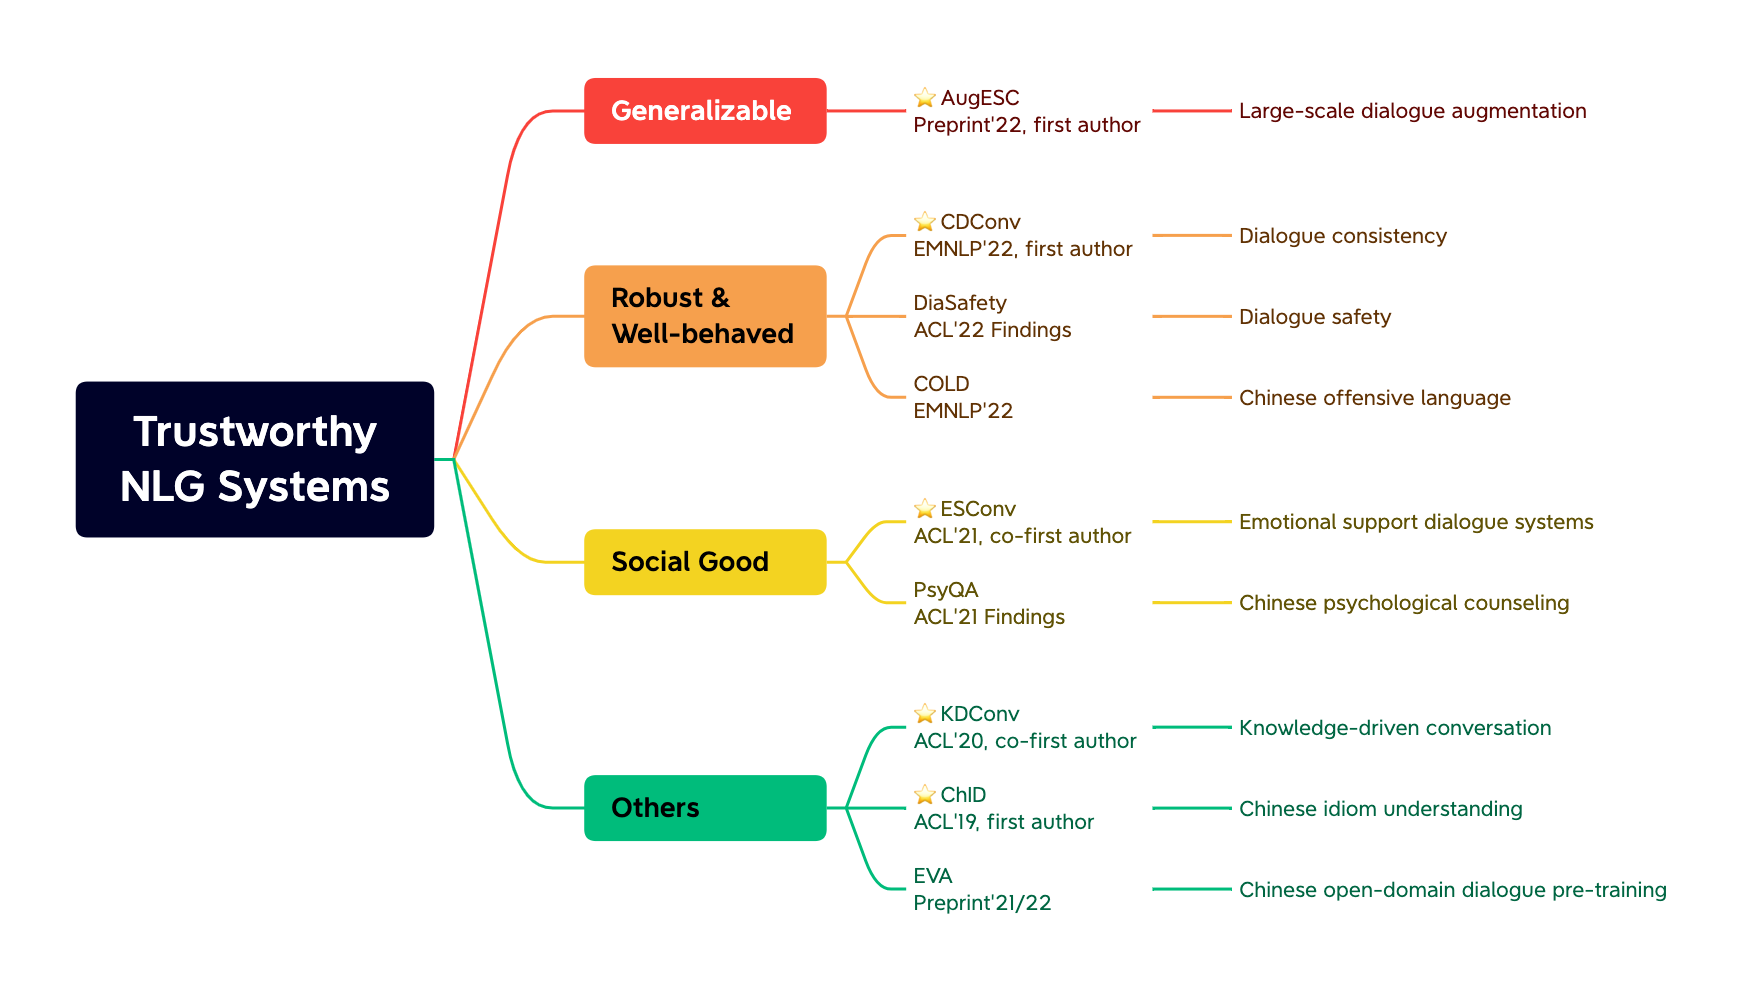 Trustworthy
NLG Systems
Generalizable
⭐ AugESC
Preprint'22, first author
Large-scale dialogue augmentation
Robust &
Well-behaved
⭐ CDConv
EMNLP'22, first author
Dialogue consistency
DiaSafety
ACL'22 Findings
Dialogue safety
COLD
EMNLP'22
Chinese offensive language
Social Good
⭐ ESConv
ACL'21, co-first author
Emotional support dialogue systems
PsyQA
ACL'21 Findings
Chinese psychological counseling
Others
⭐ KDConv
ACL'20, co-first author
Knowledge-driven conversation
⭐ ChID
ACL'19, first author
Chinese idiom understanding
EVA
Preprint'21/22
Chinese open-domain dialogue pre-training